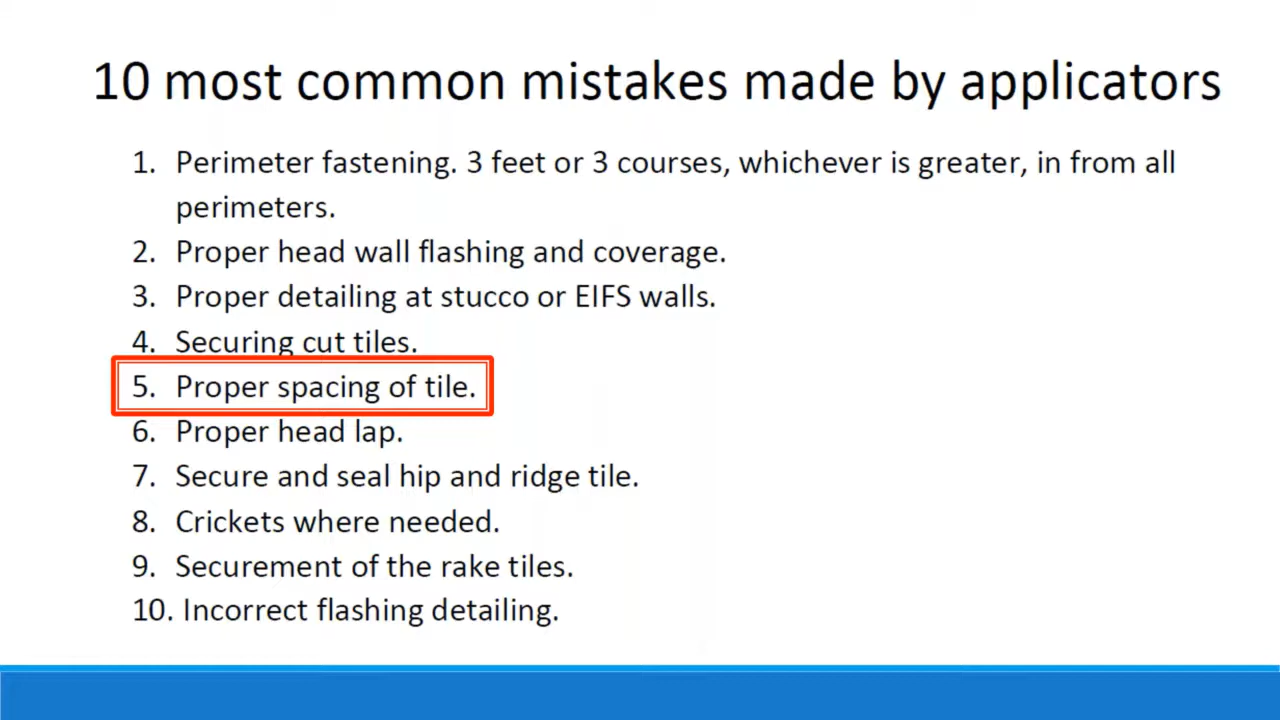 10 most common mistakes made by applicators
1. Perimeter fastening. 3 feet or 3 courses, whichever is greater, in from all
perimeters.
2. Proper head wall flashing and coverage.
3. Proper detailing at stucco or EIFS walls.
4. Securing cut tiles.
5. Proper spacing of tile.
6. Proper head lap.
7. Secure and seal hip and ridge tile.
8. Crickets where needed.
9. Securement of the rake tiles.
10. Incorrect flashing detailing.